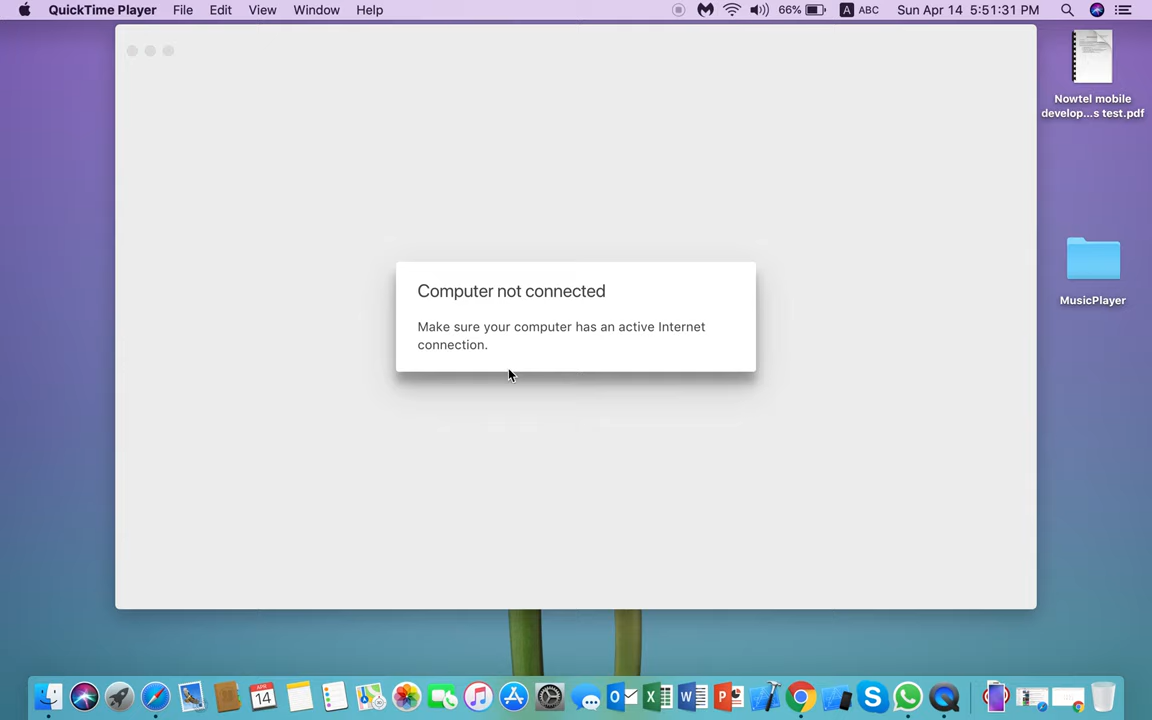 QuickTime Player File Edit View Window Help 66% A ABC Sun Apr 14 5:51:31 PM
Nowtel mobile
develop...s test.pdf
Computer not connected
Make sure your computer has an active Internet
connection.
MusicPlayer
APR
14